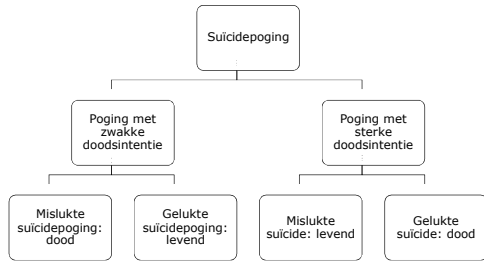 Suïcidepoging
Poging met
zwakke
doodsintentie
Poging met
sterke
doodsintentie
Mislukte
suïcidepoging:
dood
Gelukte
suïcidepoging:
levend
Mislukte
suïcide: levend
Gelukte
suïcide: dood